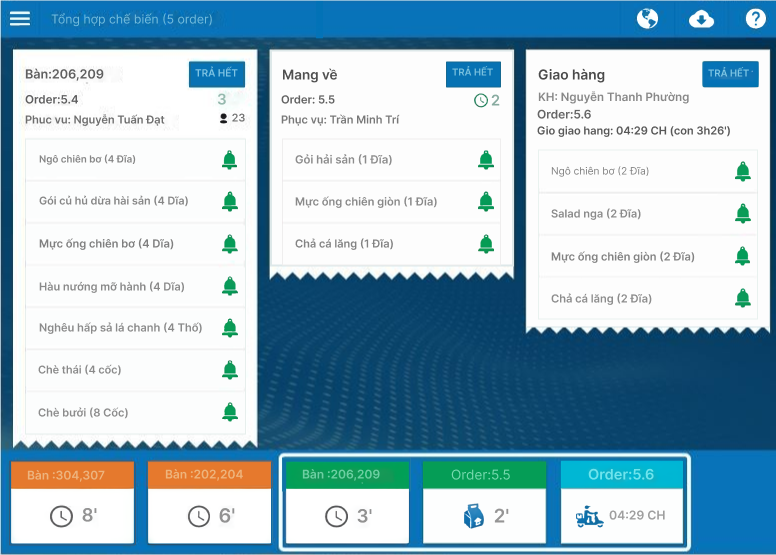 Tổng hợp chế biến (5 order)
Bàn:206,209
TRẢ HẾT
Order:5.4
3
Phuc vu: Nguyễn Tuấn Đạt
23
Ngô chiên bơ (4 Đĩa)
Gói củ hủ dừa hài sản (4 Dĩa)
Mực ống chiên bơ (4 Đĩa)
Hàu nướng mỡ hành (4 Dĩa)
Nghêu hấp sả lá chanh (4 Thố)
Chè thái (4 cốc)
Chè bưởi (8 Cốc)
Mang về
TRẢ HẾT
Order: 5.5
2
Phục vụ: Trần Minh Trí
Gỏi hải sản (1 Đĩa)
Mực ống chiên giòn (1 Đĩa)
Chả cá lăng (1 Đĩa)
Giao hàng
TRẢ HẾT
KH: Nguyễn Thanh Phường
Order:5.6
Gio giao hang: 04:29 CH (con 3h26')
Ngô chiên bơ (2 Đĩa)
Salad nga (2 Đĩa)
Mực ống chiên giòn (2 Đĩa)
Chả cá lăng (2 Đĩa)
Bàn :304,307
8'
Bàn :202,204
6'
Bàn :206,209
3'
Order:5.5
2'
Order:5.6
04:29 CH